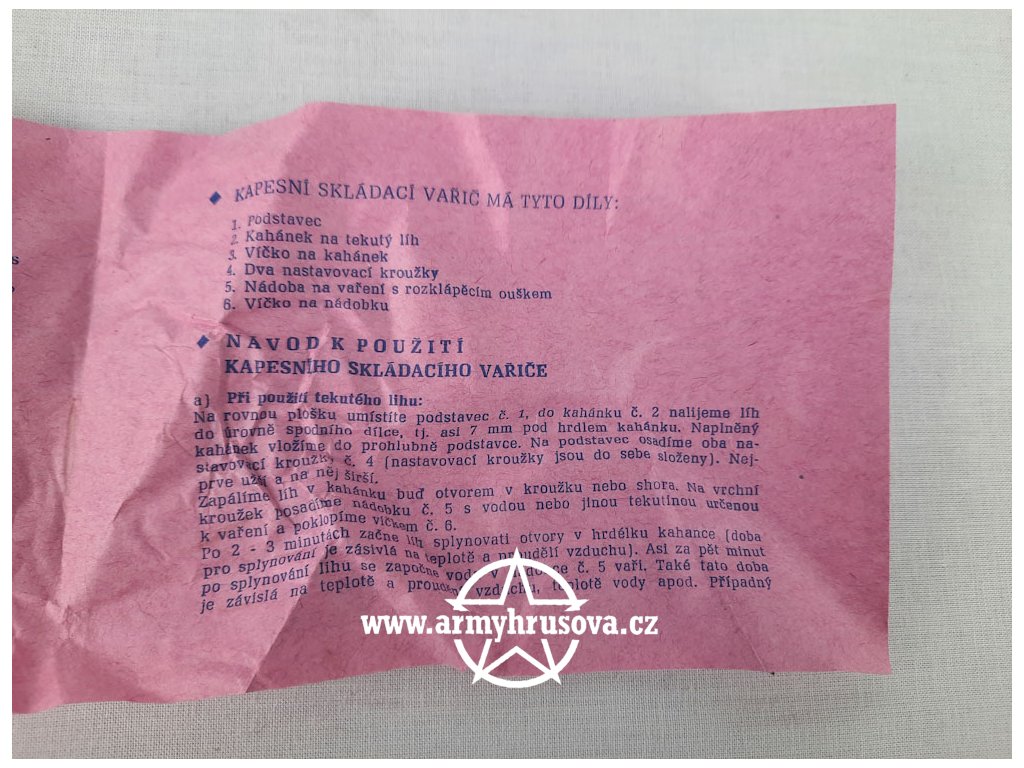 KAPESNÍ SKLÁDACÍ VAŘIČ MÁ TYTO DÍLY:
1. Podstavec
2. Kahánek na tekutý líh
3. Víčko na kahánek
4. Dva nastavovací kroužky
5. Nádoba na vaření s rozklápěcím ouškem
6. Víčko na nádobku
NÁVOD K POUŽITÍ
KAPESNÍHO SKLÁDACÍHO VAŘIČE
a) Při použití tekutého lihu:
Na rovnou plošku umístíte podstavec č. 1, do kahánku č. 2 nalijeme líh
do úrovně spodního dílce, tj. asi 7 mm pod hrdlem kahánku. Naplněný
kahánek vložíme do prohlubně podstavce. Na podstavec osadíme oba na-
stavovací kroužky č. 4 (nastavovací kroužky jsou do sebe složeny). Nej-
prve užší a na něj širší.
Zapálíme líh v kahánku buď otvorem v kroužku nebo shora. Na vrchní
kroužek posadíme nádobku č. 5 s vodou nebo jinou tekutinou určenou
k vaření a poklopíme víčkem č. 6.
Po 2 - 3 minutách začne líh splynovati otvory v hrdélku kahance (doba
pro splynování je zásivlá na teplotě a proudělí vzduchu). Asi za pět minut
po splynování líhu se započne voda v nádobce č. 5 vaři. Také tato doba
je závislá na teplotě a proudění vzduchu, teplotě vody apod. Případný
www.armyhrusova.cz
s